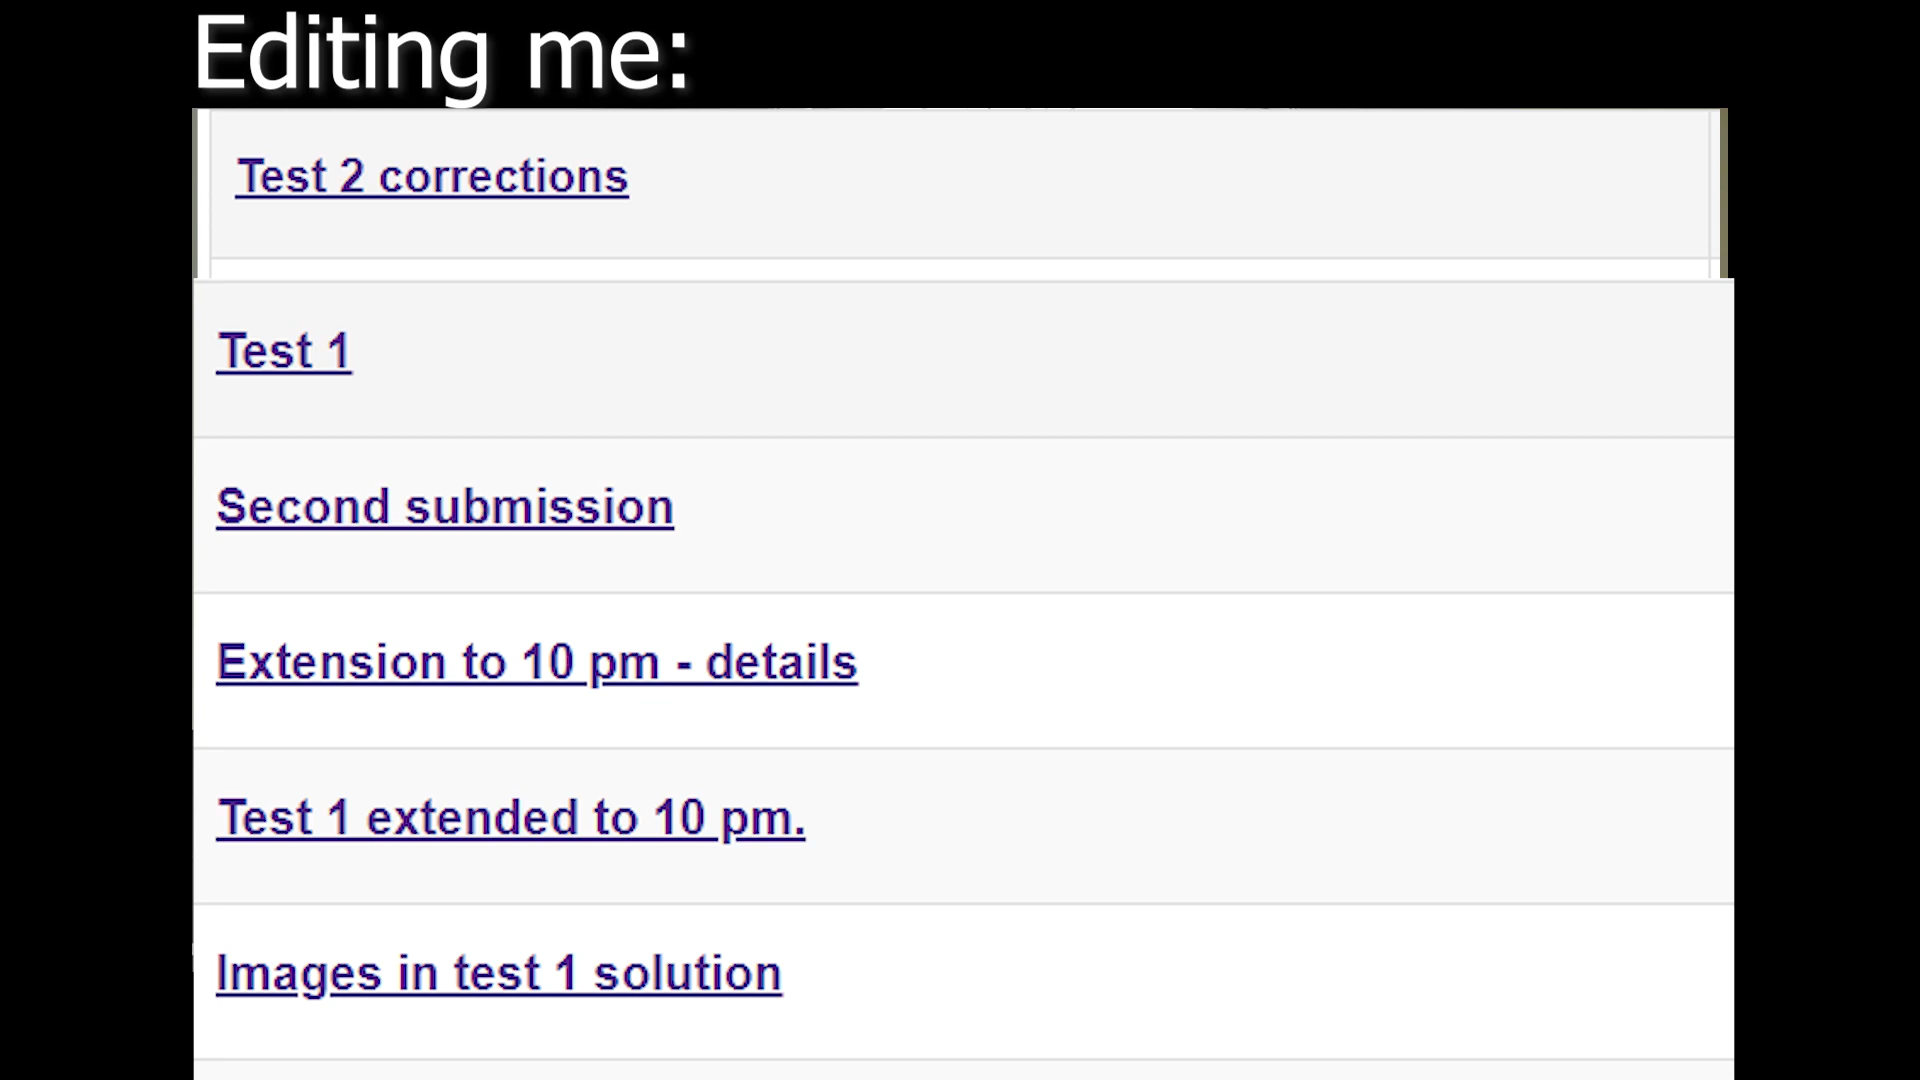 Editing me:
Test 2 corrections
Test 1
Second submission
Extension to 10 pm - details
Test 1 extended to 10 pm.
Images in test 1 solution